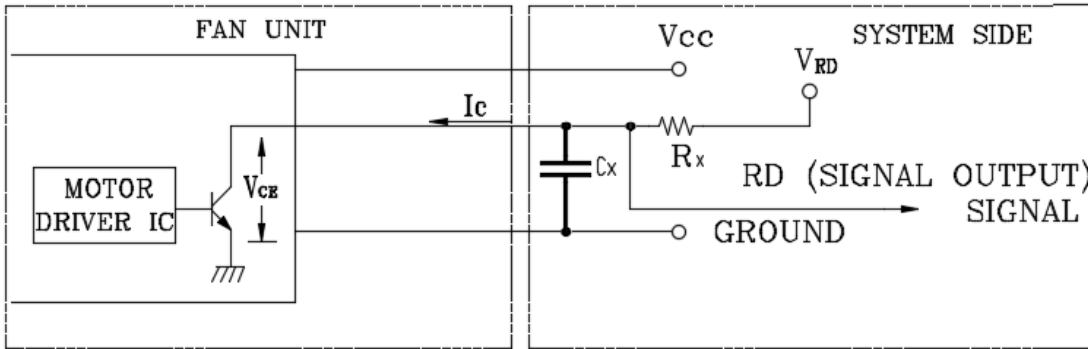 FAN UNIT
SYSTEM SIDE
Vcc
VRD
Ic
Rx
Cx
VCE
MOTOR
DRIVER IC
RD (SIGNAL OUTPUT)
SIGNAL
GROUND